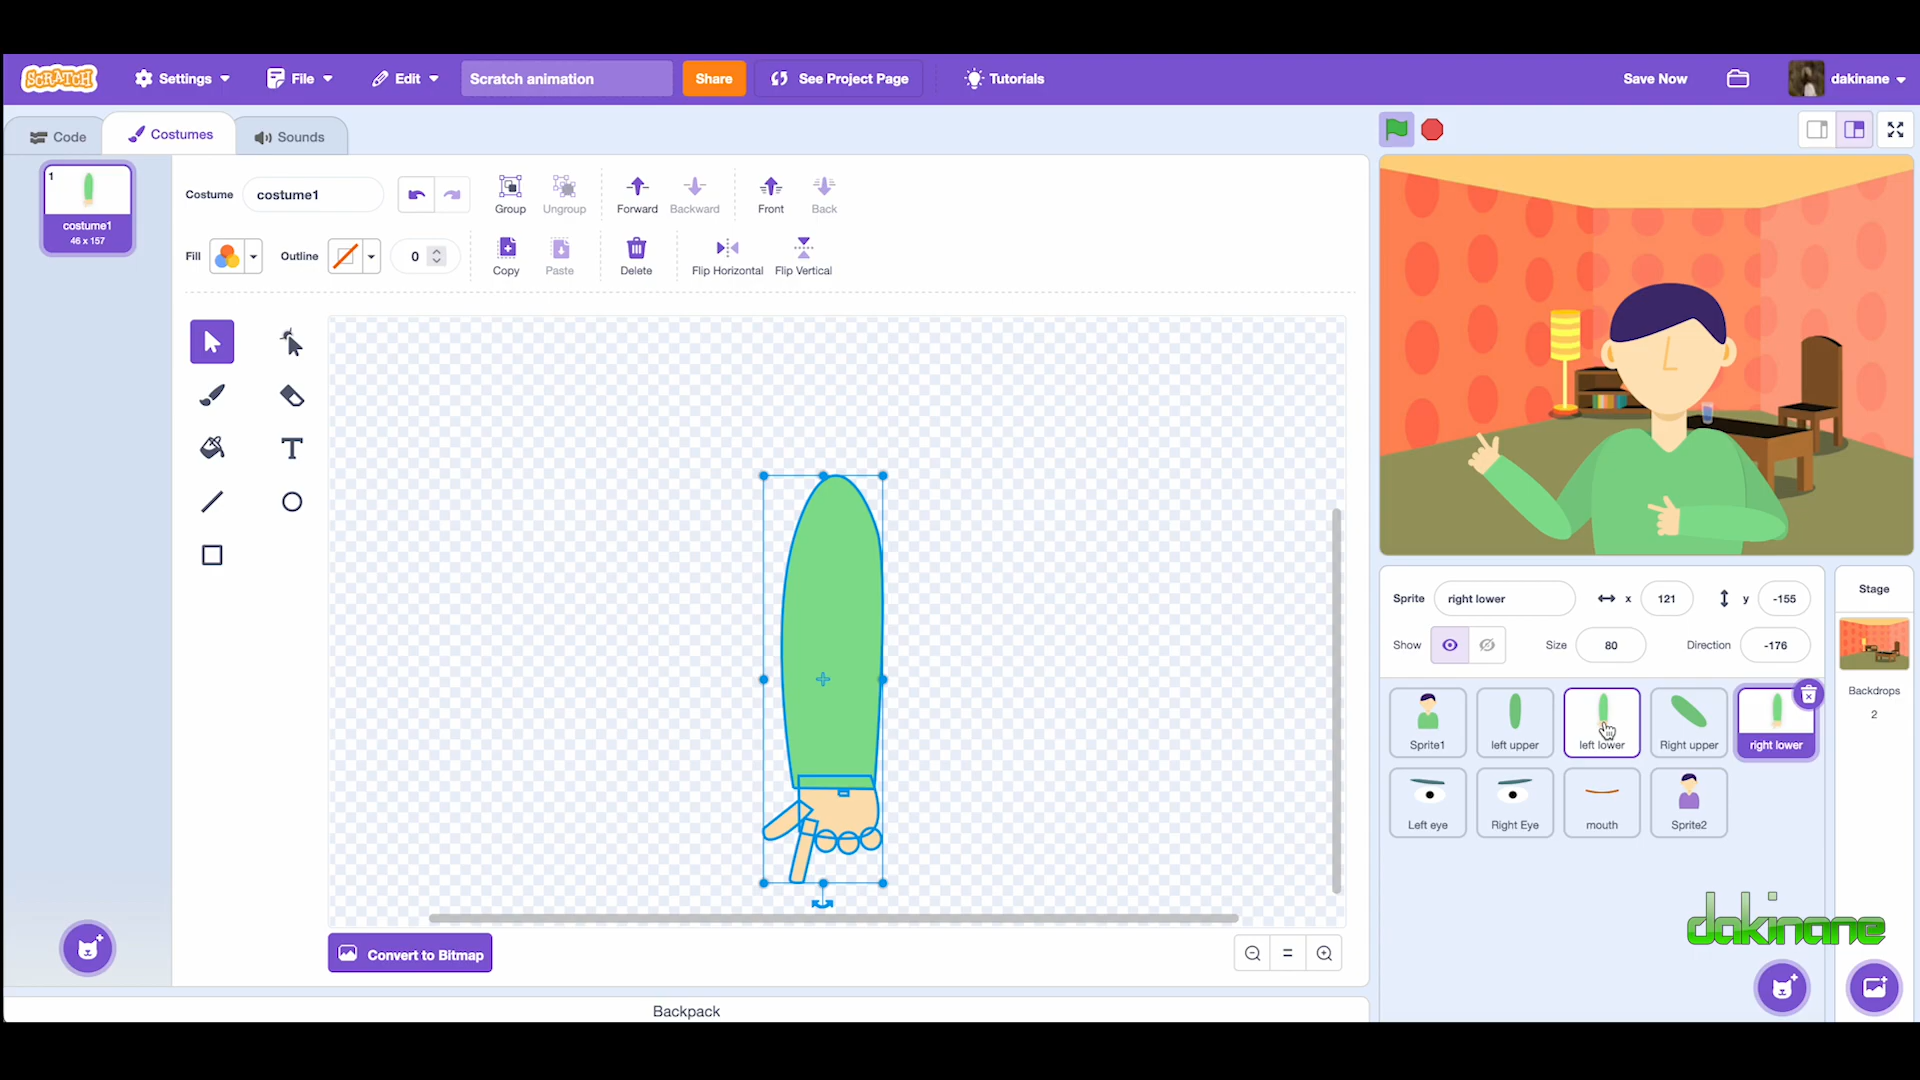 SCRATCH Settings File Edit Scratch animation Share See Project Page Tutorials Save Now dakinane
Code Costumes Sounds
1
costume1
46 x 157
Costume costume1 Group Ungroup Forward Backward Front Back
Fill Outline 0 Copy Paste Delete Flip Horizontal Flip Vertical
T
Convert to Bitmap
Backpack
Sprite right lower x 121 y -155
Show Size 80 Direction -176
Sprite1 left upper left lower Right upper right lower
Left eye Right Eye mouth Sprite2
Stage
Backdrops
2
dakinane